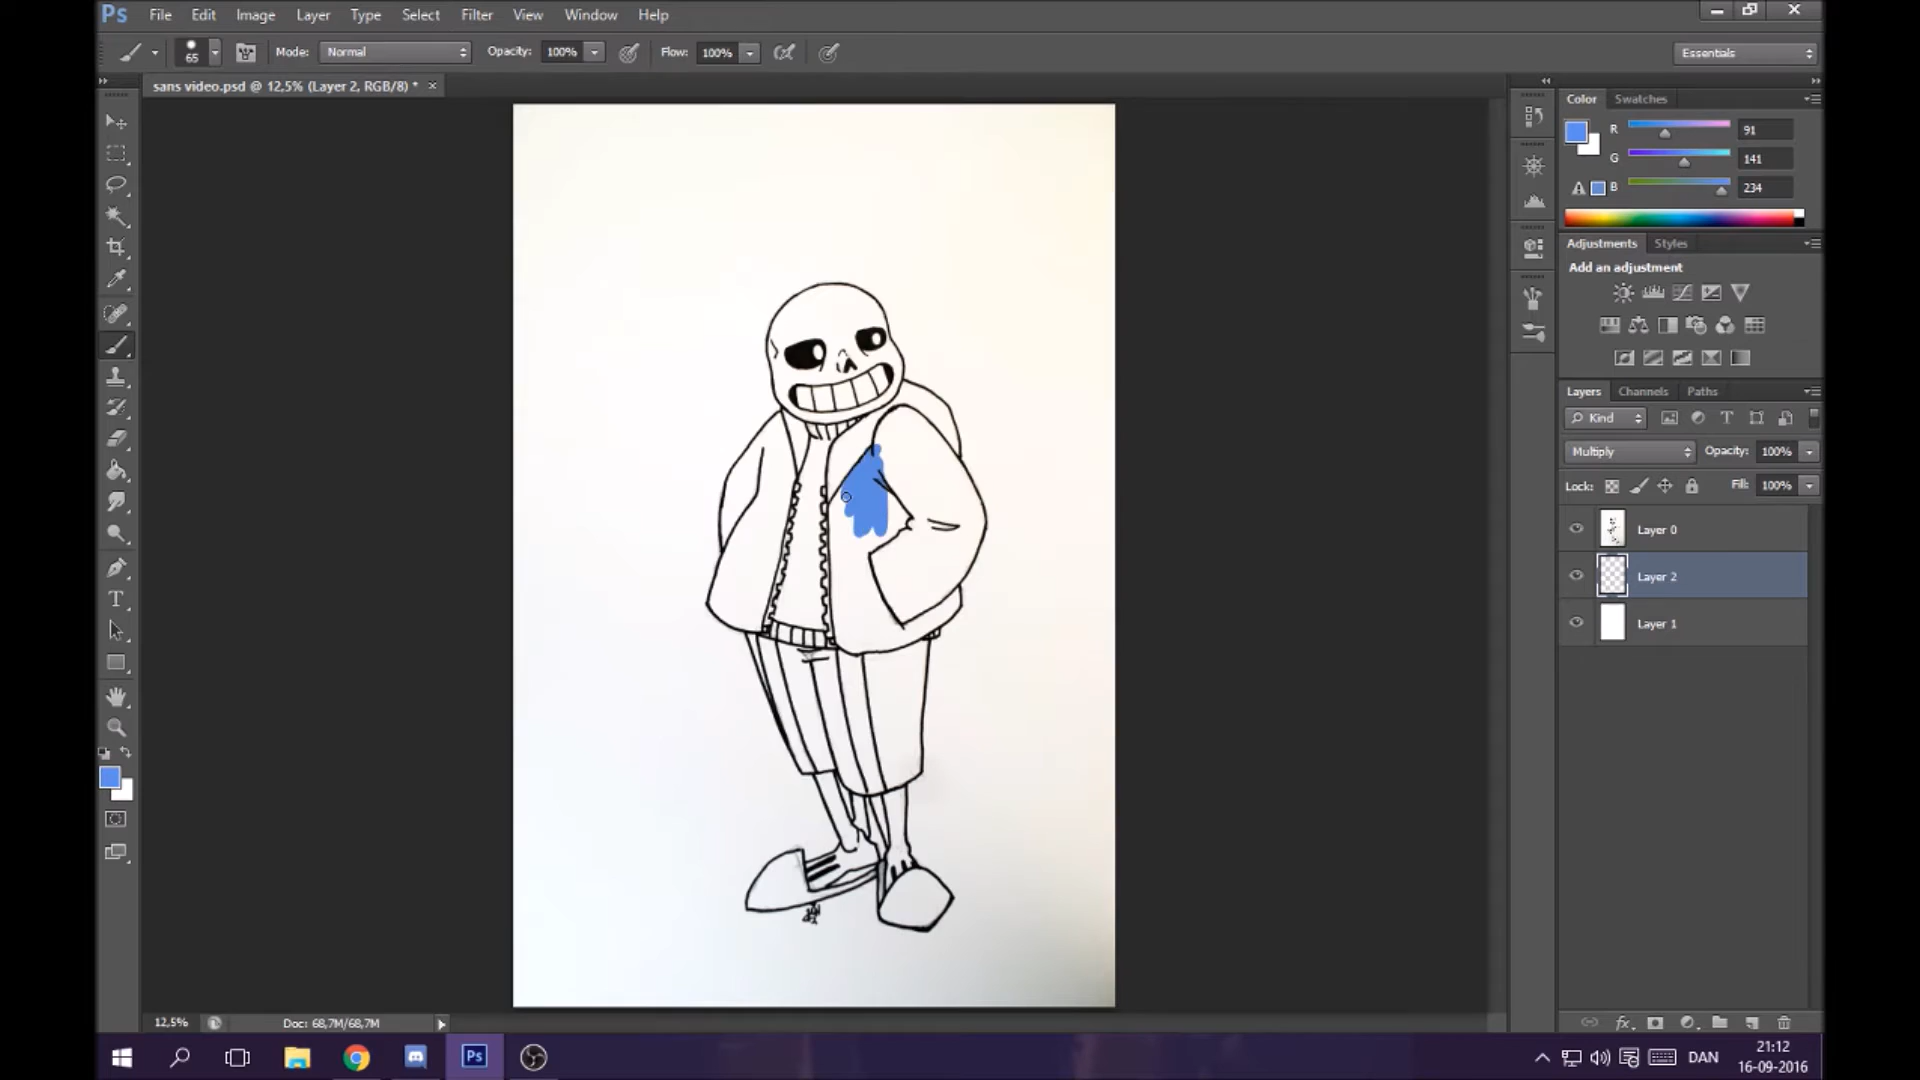 Ps File Edit Image Layer Type Select Filter View Window Help
65 Mode: Normal Opacity: 100% Flow: 100% Essentials
sans video.psd @ 12,5% (Layer 2, RGB/8) * ×
Color Swatches
R 91
G 141
B 234
Adjustments Styles
Add an adjustment
Layers Channels Paths
Kind
Multiply Opacity: 100%
Lock: Fill: 100%
Layer 0
Layer 2
Layer 1
12,5% Doc: 68,7M/68,7M
Ps DAN 21:12
16-09-2016